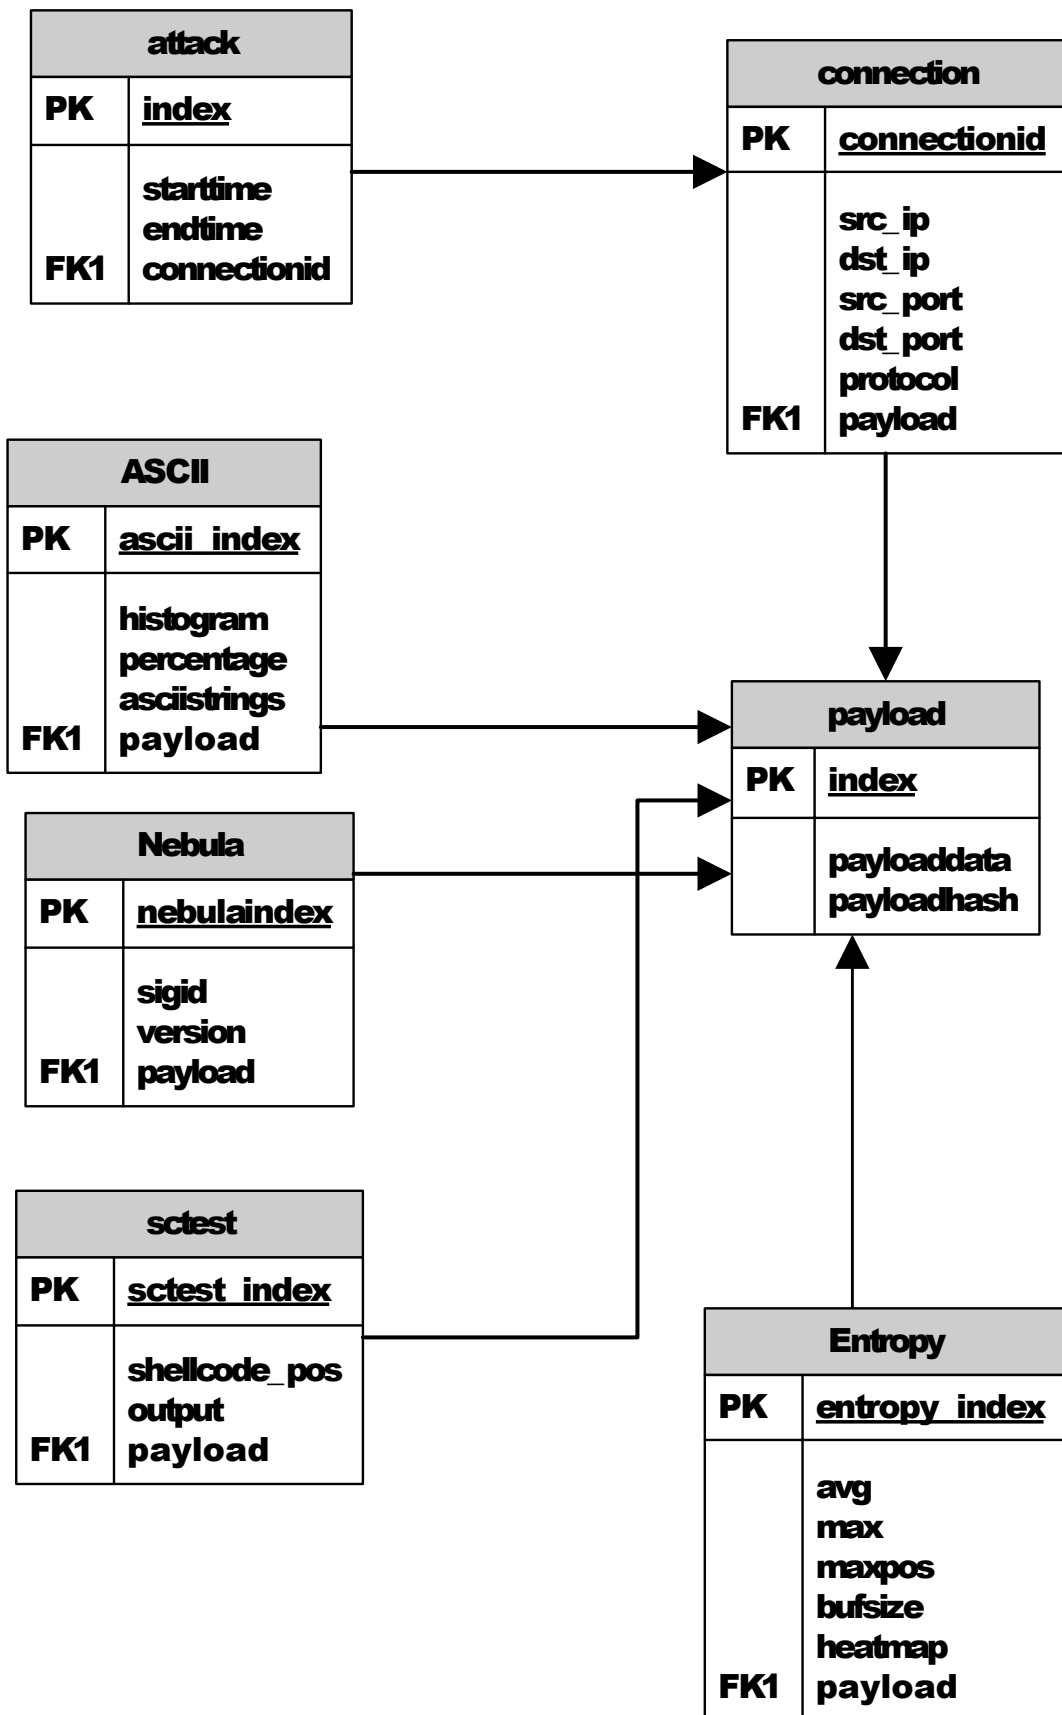 attack
PK index
starttime
endtime
FK1 connectionid
connection
PK connectionid
src_ip
dst_ip
src_port
dst_port
protocol
FK1 payload
ASCII
PK ascii_index
histogram
percentage
asciistrings
FK1 payload
payload
PK index
payloaddata
payloadhash
Nebula
PK nebulaindex
sigid
version
FK1 payload
sctest
PK sctest_index
shellcode_pos
output
FK1 payload
Entropy
PK entropy_index
avg
max
maxpos
bufsize
heatmap
FK1 payload